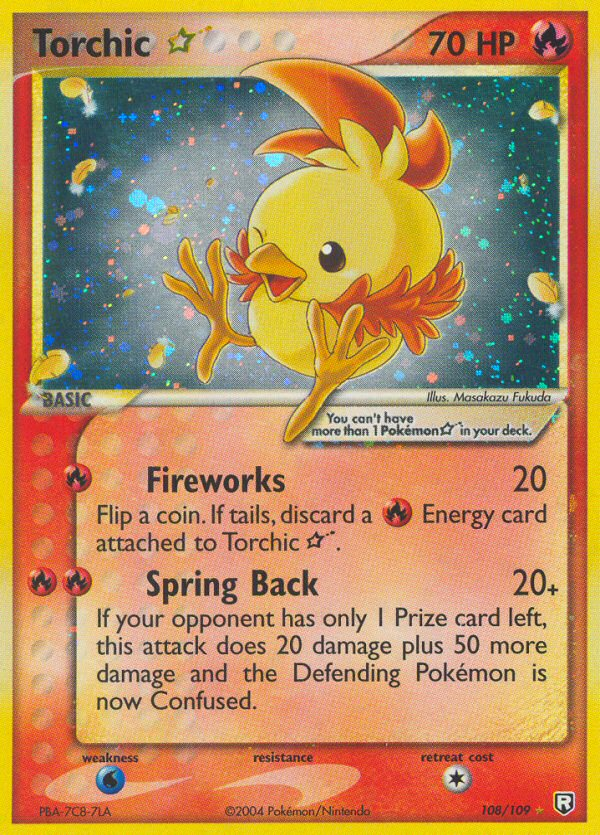 Torchic ☆ 70 HP
BASIC
Illus. Masakazu Fukuda
You can't have
more than 1 Pokémon ☆ in your deck.
Fireworks 20
Flip a coin. If tails, discard a Energy card
attached to Torchic ☆.
Spring Back 20+
If your opponent has only 1 Prize card left,
this attack does 20 damage plus 50 more
damage and the Defending Pokémon is
now Confused.
weakness resistance retreat cost
PBA-7C8-7LA ©2004 Pokémon/Nintendo 108/109 ★ R